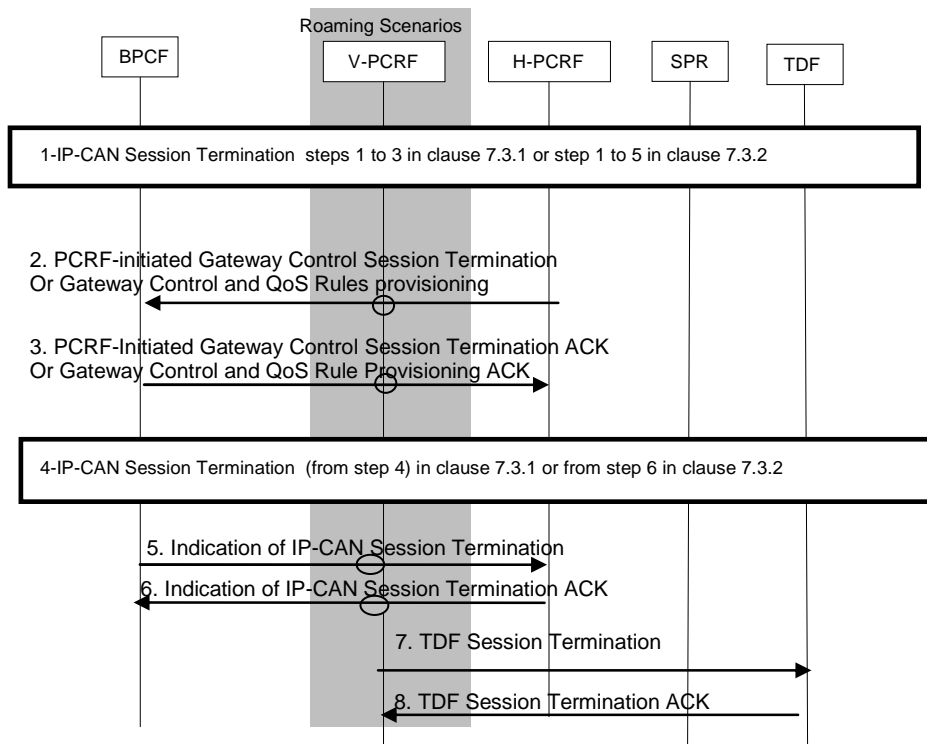 Roaming Scenarios
BPCF
V-PCRF
H-PCRF
SPR
TDF
1-IP-CAN Session Termination steps 1 to 3 in clause 7.3.1 or step 1 to 5 in clause 7.3.2
2. PCRF-initiated Gateway Control Session Termination
Or Gateway Control and QoS Rules provisioning
3. PCRF-Initiated Gateway Control Session Termination ACK
Or Gateway Control and QoS Rule Provisioning ACK
4-IP-CAN Session Termination (from step 4) in clause 7.3.1 or from step 6 in clause 7.3.2
5. Indication of IP-CAN Session Termination
6. Indication of IP-CAN Session Termination ACK
7. TDF Session Termination
8. TDF Session Termination ACK